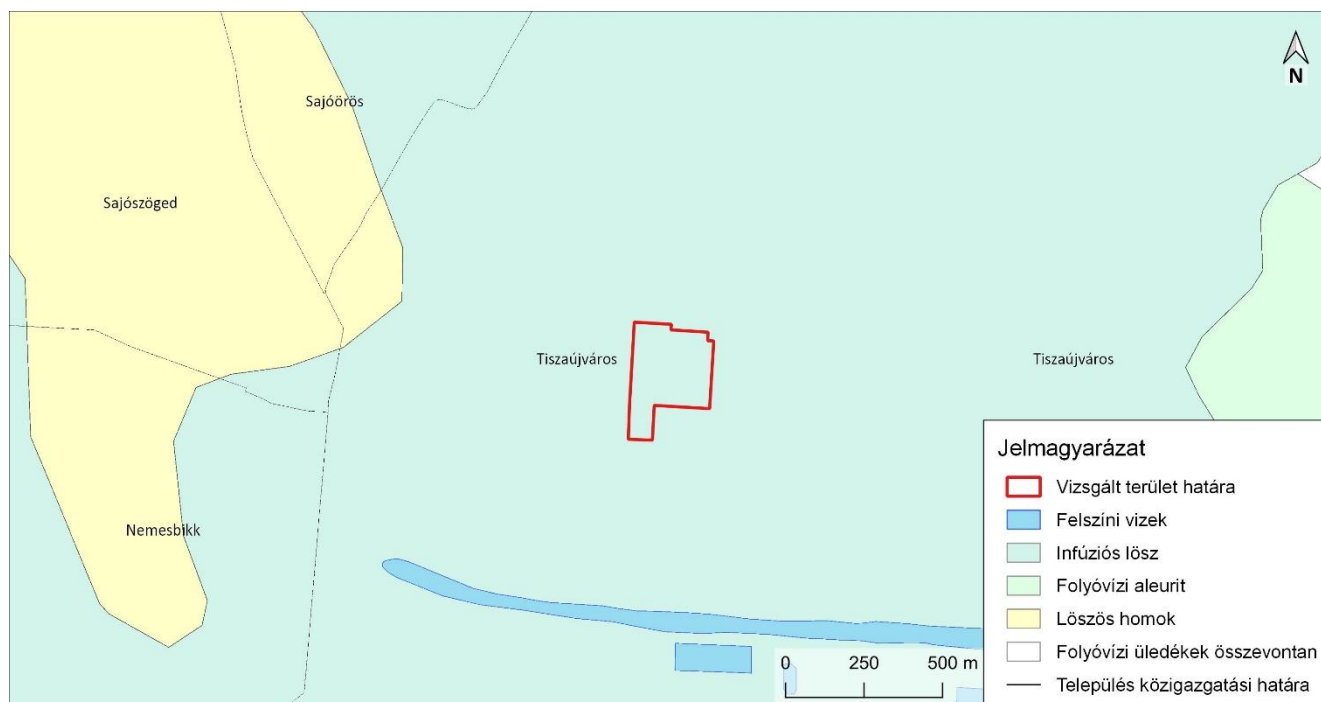 N
Sajóörös
Sajószöged
Tiszaújváros
Tiszaújváros
Nemesbikk
Jelmagyarázat
Vizsgált terület határa
Felszíni vizek
Infúziós lösz
Folyóvízi aleurit
Löszös homok
Folyóvízi üledékek összevontan
Település közigazgatási határa
0 250 500 m